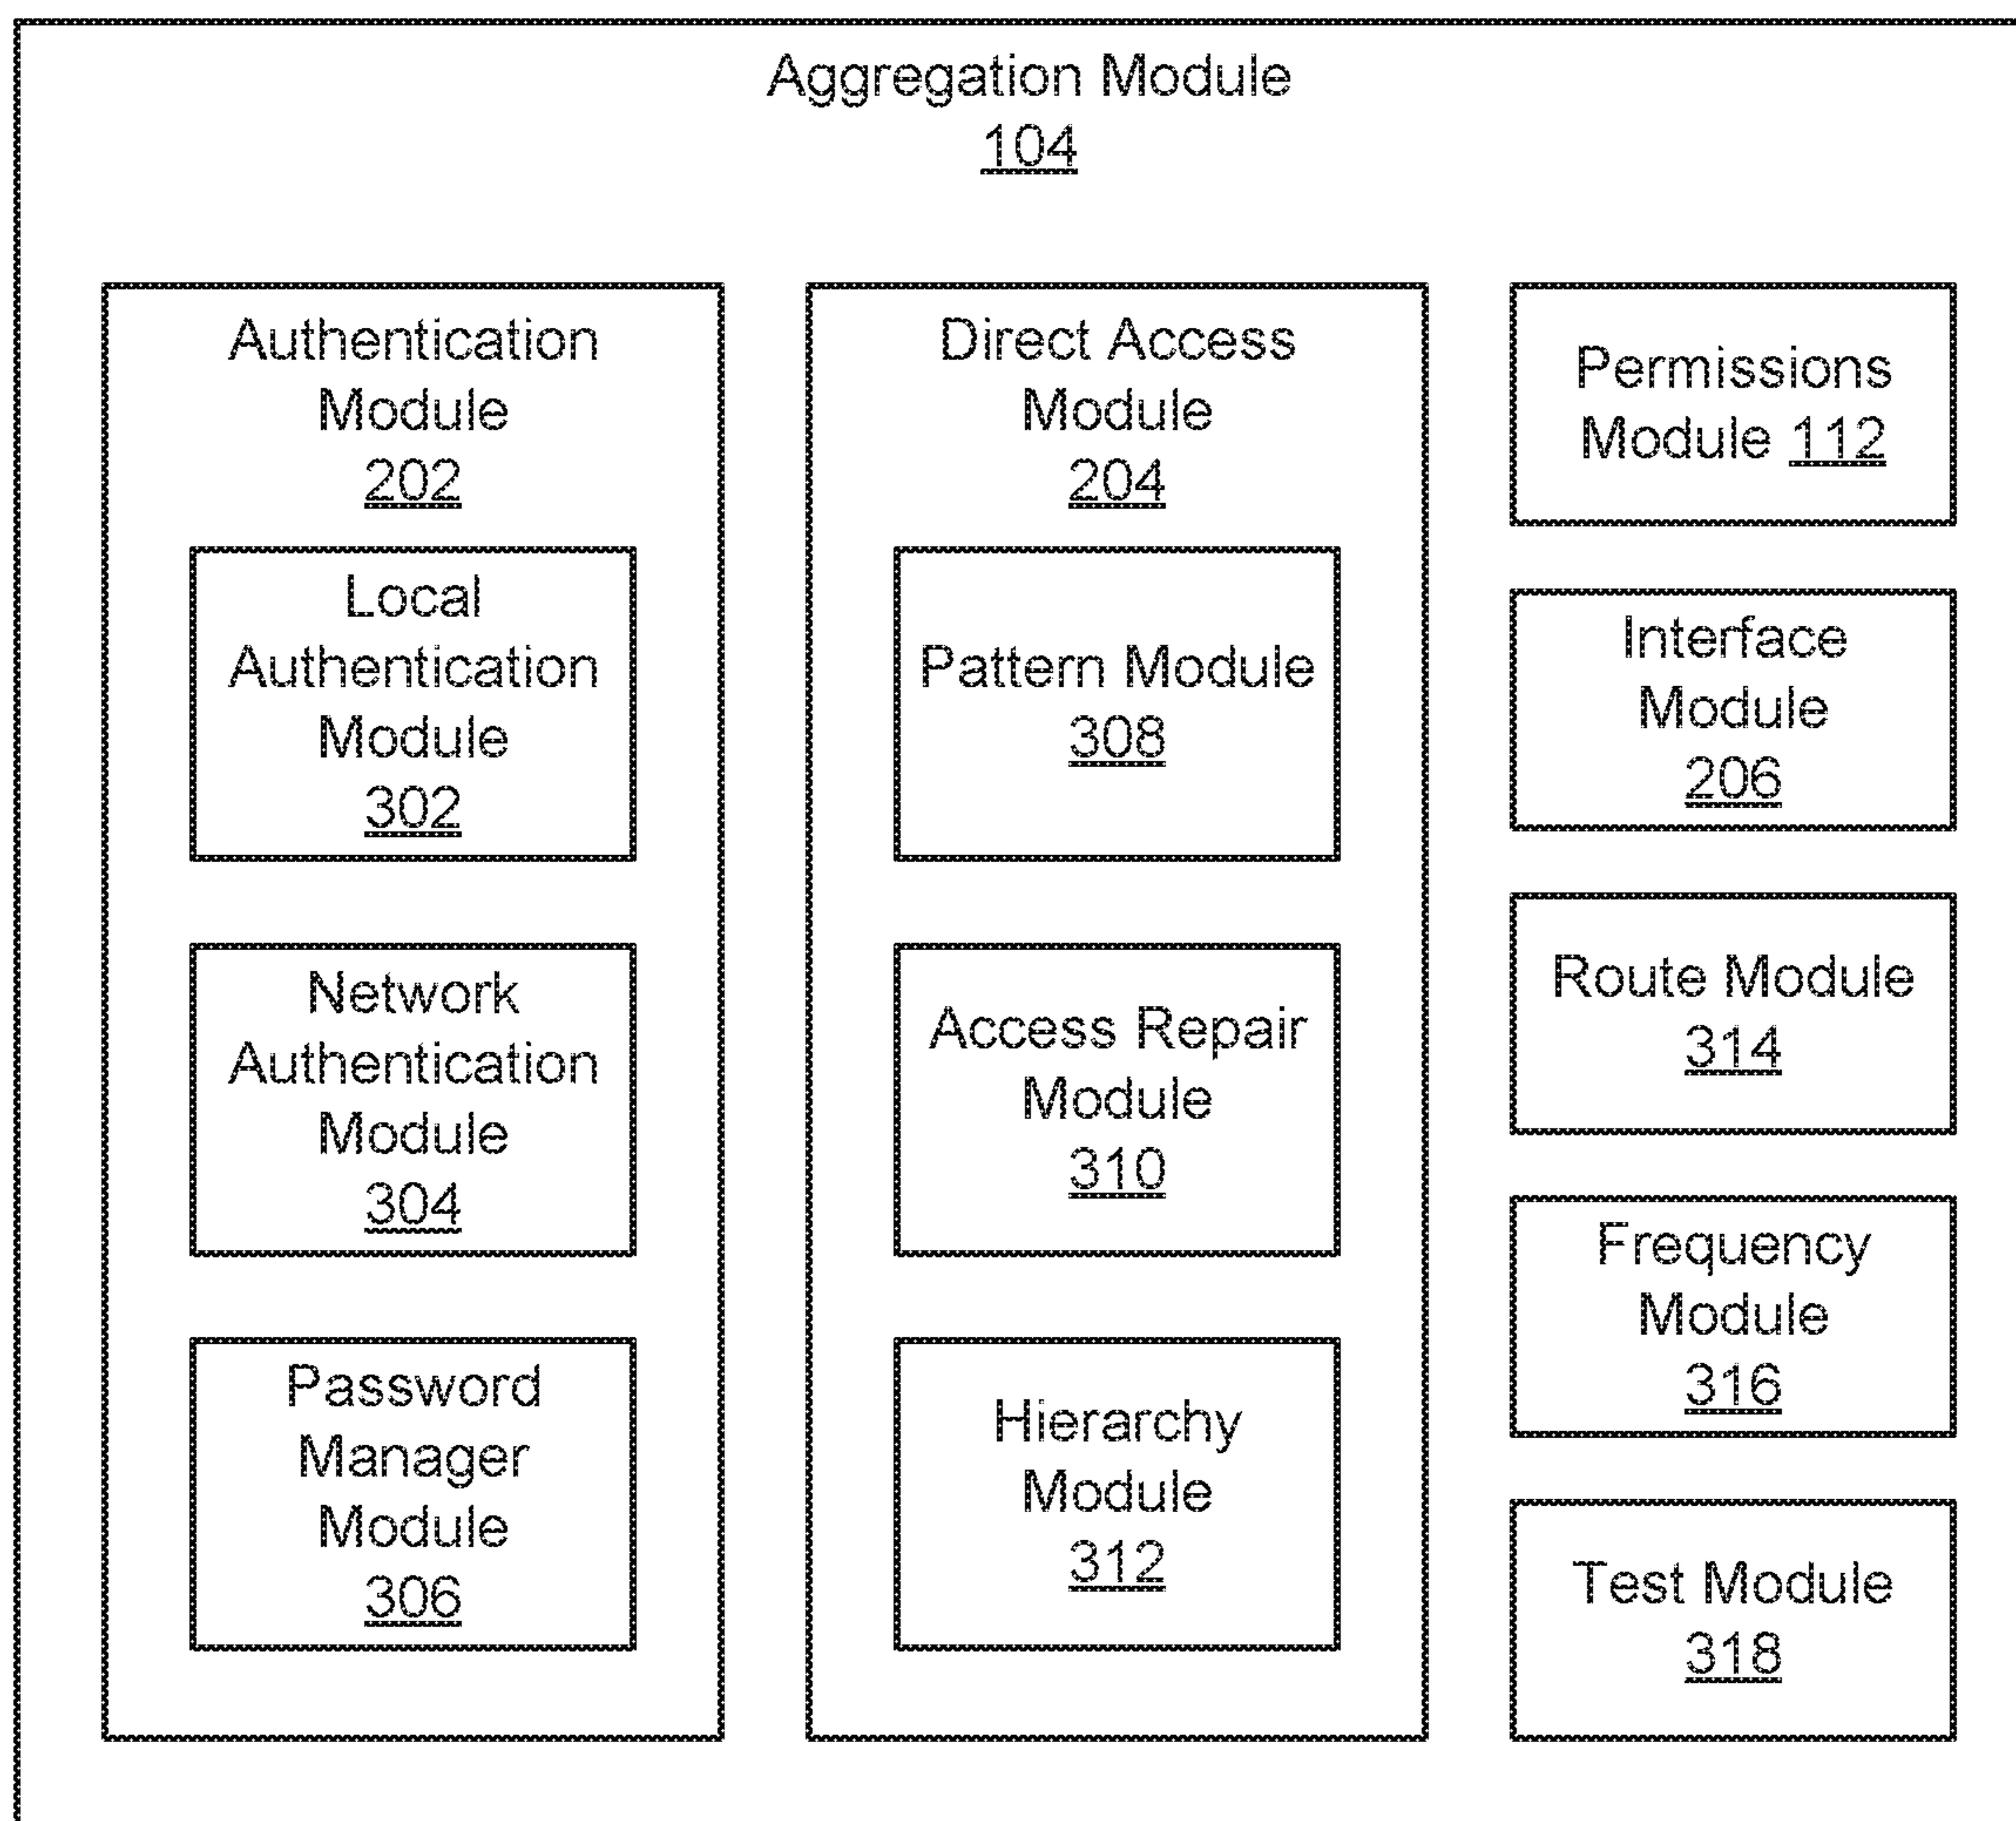 Aggregation Module
104
Authentication
Module
202
Local
Authentication
Module
302
Network
Authentication
Module
304
Password
Manager
Module
306
Direct Access
Module
204
Pattern Module
308
Access Repair
Module
310
Hierarchy
Module
312
Permissions
Module 112
Interface
Module
206
Route Module
314
Frequency
Module
316
Test Module
318